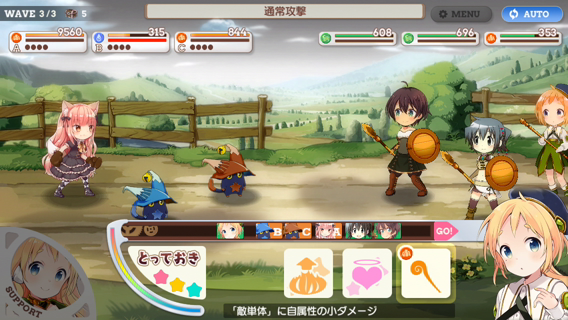 WAVE 3/3 5
通常攻撃
MENU
AUTO
9560 315 844
A B C
608 696 353
B C A
GO!
とっておき
SUPPORT
「敵単体」に自属性の小ダメージ